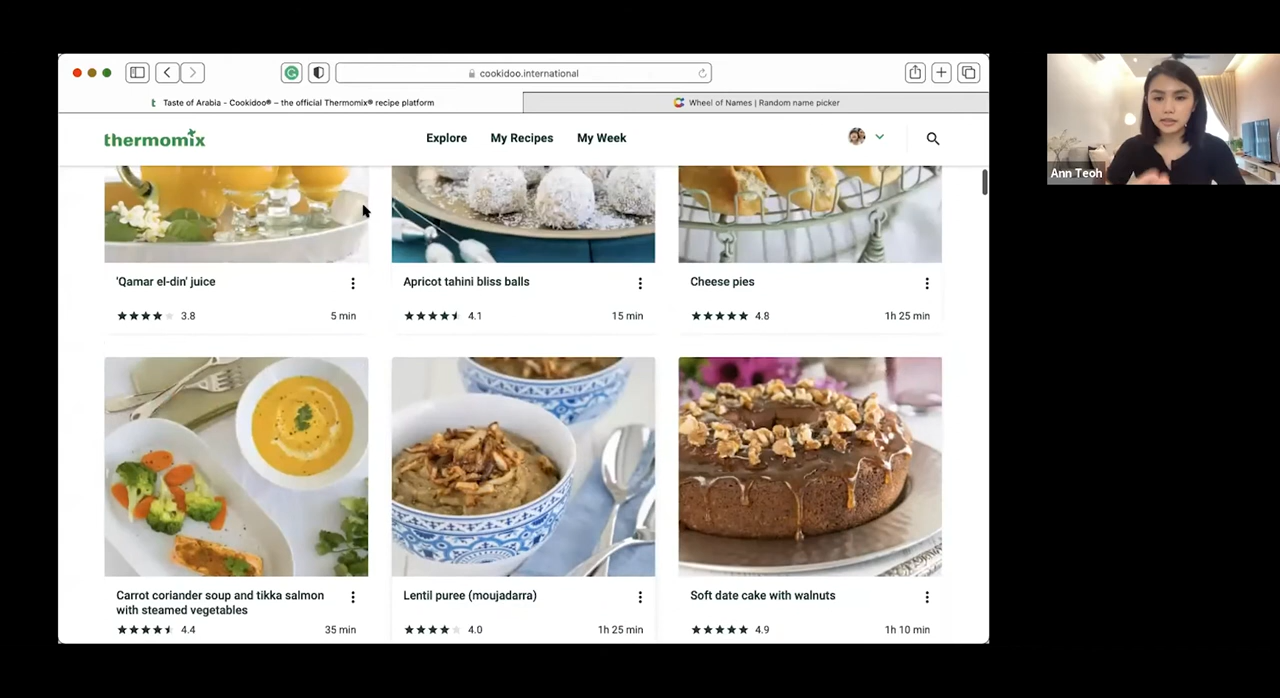 cookidoo.international
Taste of Arabia - Cookidoo® – the official Thermomix® recipe platform
Wheel of Names | Random name picker
thermomix
Explore
My Recipes
My Week
Ann Teoh
'Qamar el-din' juice
3.8
5 min
Apricot tahini bliss balls
4.1
15 min
Cheese pies
4.8
1h 25 min
Carrot coriander soup and tikka salmon
with steamed vegetables
4.4
35 min
Lentil puree (moujadarra)
4.0
1h 25 min
Soft date cake with walnuts
4.9
1h 10 min